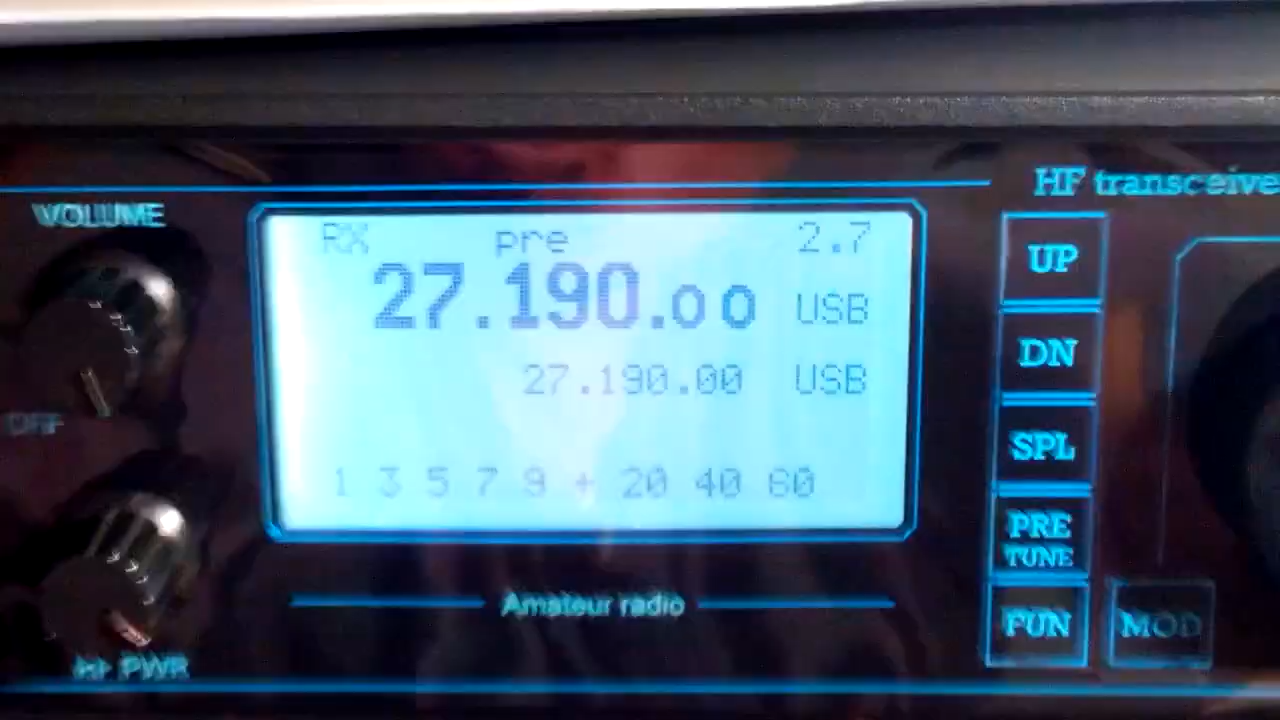 HF transceive
VOLUME
OFF
RX pre 2.7
27.190.00 USB
27.190.00 USB
1 3 5 7 9 + 20 40 60
Amateur radio
PWR
UP
DN
SPL
PRE
TUNE
FUN
MOD